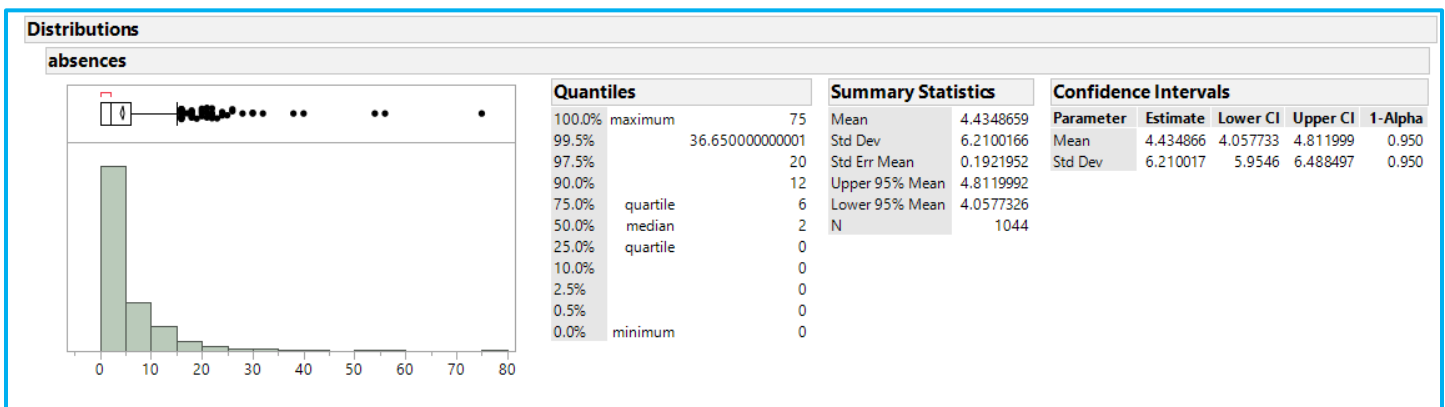 Distributions
absences
0 10 20 30 40 50 60 70 80
Quantiles
100.0% maximum 75
99.5% 36.650000000001
97.5% 20
90.0% 12
75.0% quartile 6
50.0% median 2
25.0% quartile 0
10.0% 0
2.5% 0
0.5% 0
0.0% minimum 0
Summary Statistics
Mean 4.4348659
Std Dev 6.2100166
Std Err Mean 0.1921952
Upper 95% Mean 4.8119992
Lower 95% Mean 4.0577326
N 1044
Confidence Intervals
Parameter Estimate Lower CI Upper CI 1-Alpha
Mean 4.434866 4.057733 4.811999 0.950
Std Dev 6.210017 5.9546 6.488497 0.950